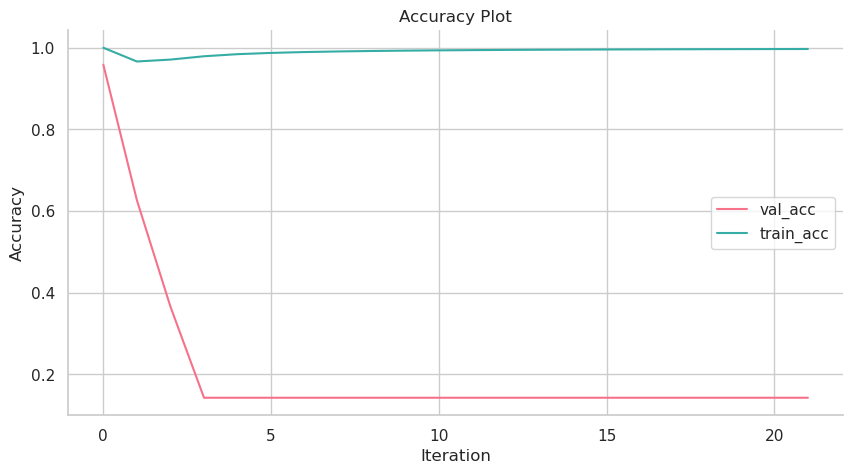 Accuracy Plot
1.0
0.8
0.6
0.4
0.2
Accuracy
val_acc
train_acc
0 5 10 15 20
Iteration